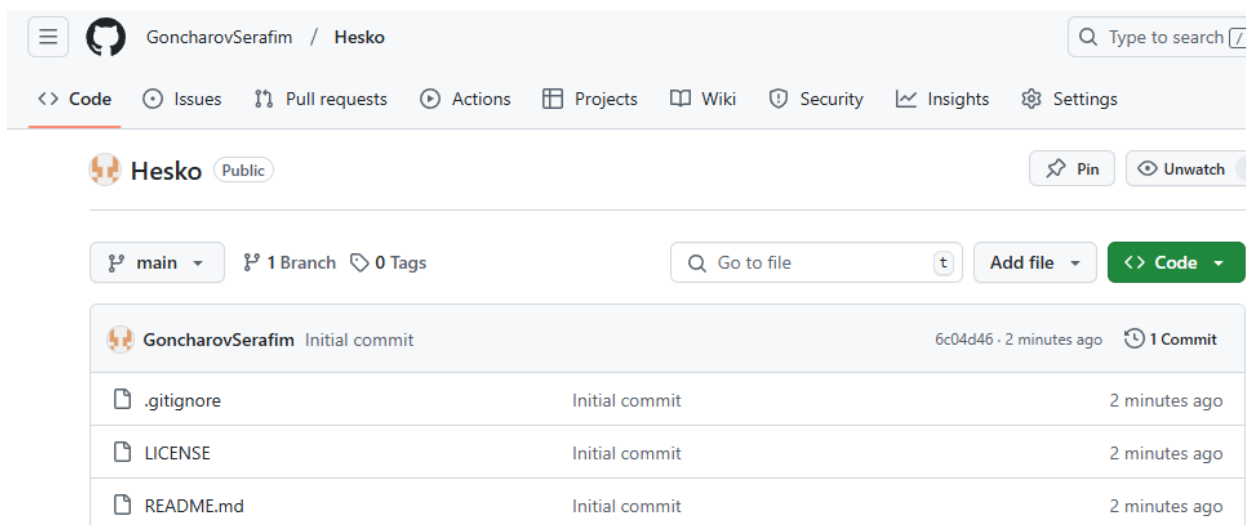 GoncharovSerafim / Hesko Type to search /
Code Issues Pull requests Actions Projects Wiki Security Insights Settings
Hesko Public Pin Unwatch
main 1 Branch 0 Tags Go to file t Add file Code
GoncharovSerafim Initial commit 6c04d46 · 2 minutes ago 1 Commit
.gitignore Initial commit 2 minutes ago
LICENSE Initial commit 2 minutes ago
README.md Initial commit 2 minutes ago